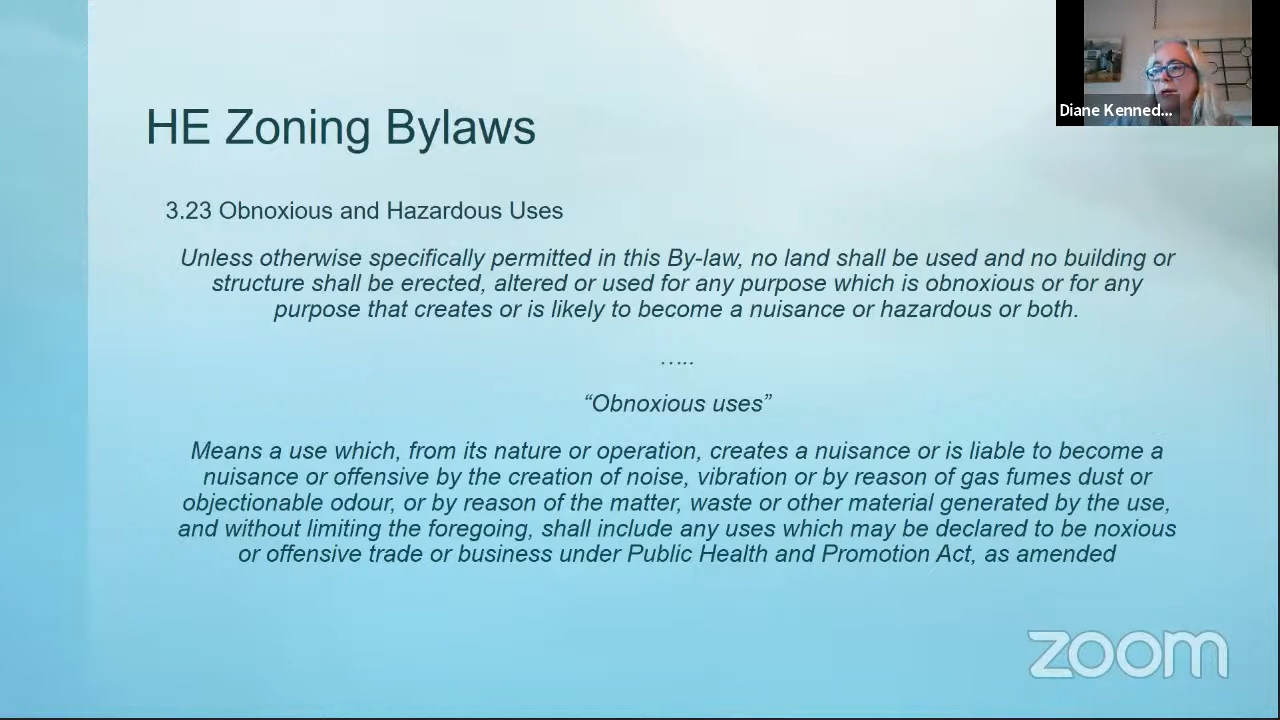 Diane Kenned...
HE Zoning Bylaws
3.23 Obnoxious and Hazardous Uses
Unless otherwise specifically permitted in this By-law, no land shall be used and no building or
structure shall be erected, altered or used for any purpose which is obnoxious or for any
purpose that creates or is likely to become a nuisance or hazardous or both.
…..
“Obnoxious uses”
Means a use which, from its nature or operation, creates a nuisance or is liable to become a
nuisance or offensive by the creation of noise, vibration or by reason of gas fumes dust or
objectionable odour, or by reason of the matter, waste or other material generated by the use,
and without limiting the foregoing, shall include any uses which may be declared to be noxious
or offensive trade or business under Public Health and Promotion Act, as amended
zoom